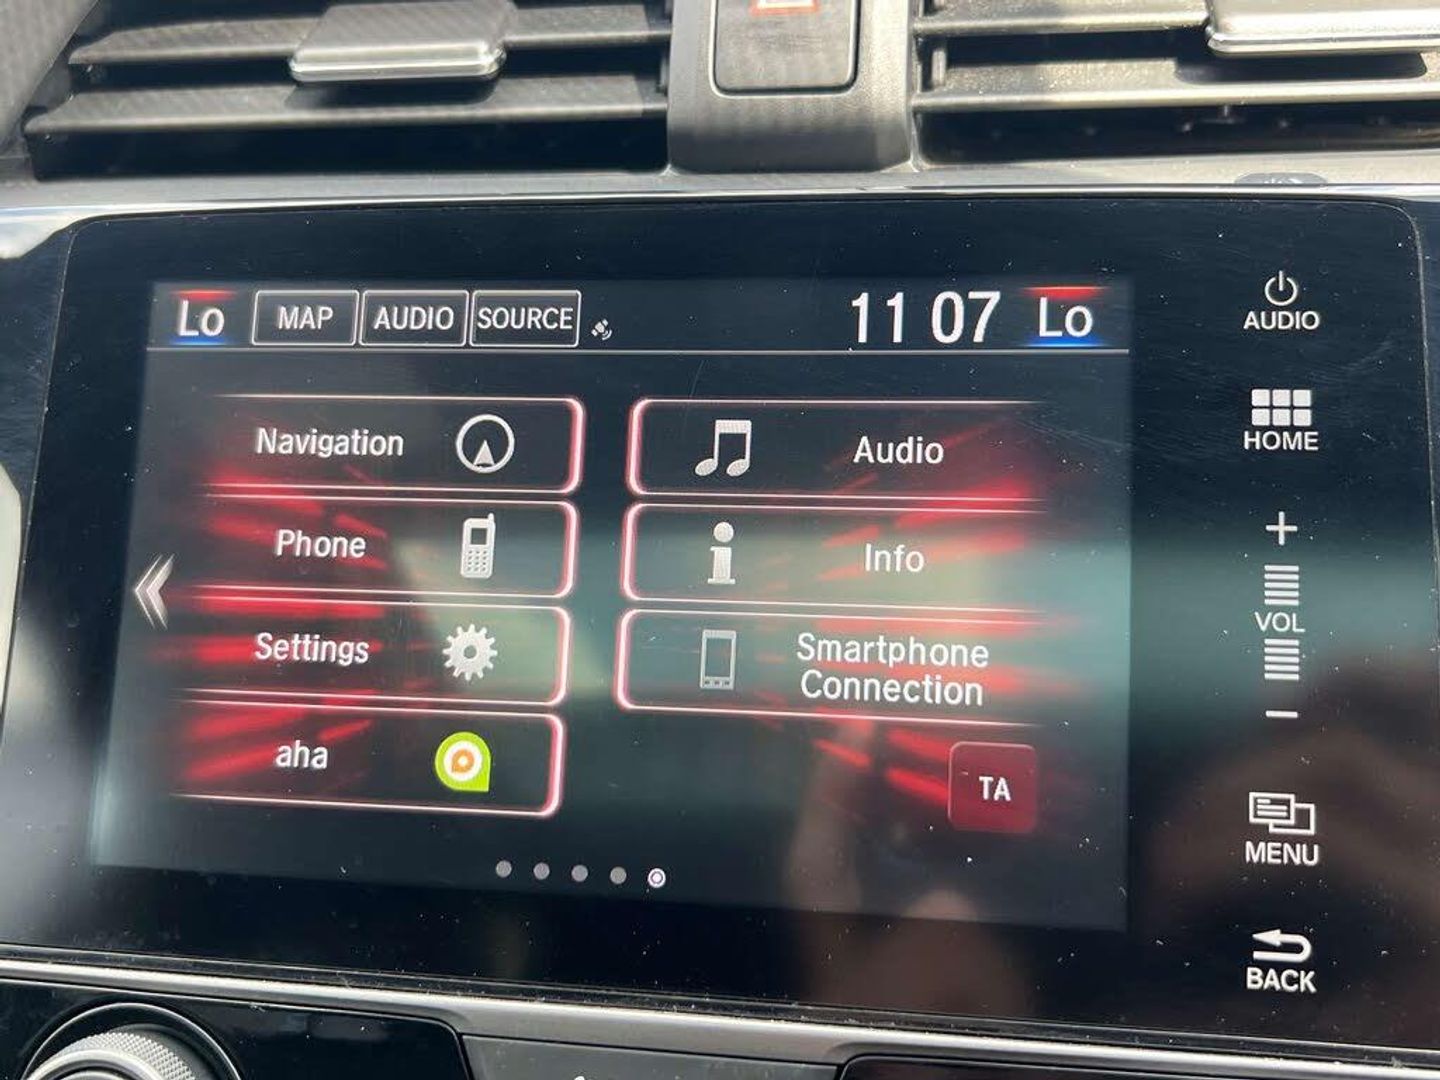 Lo MAP AUDIO SOURCE 11 07 Lo
Navigation
Audio
Phone
Info
Settings
Smartphone
Connection
aha
TA
AUDIO
HOME
+
VOL
−
MENU
BACK